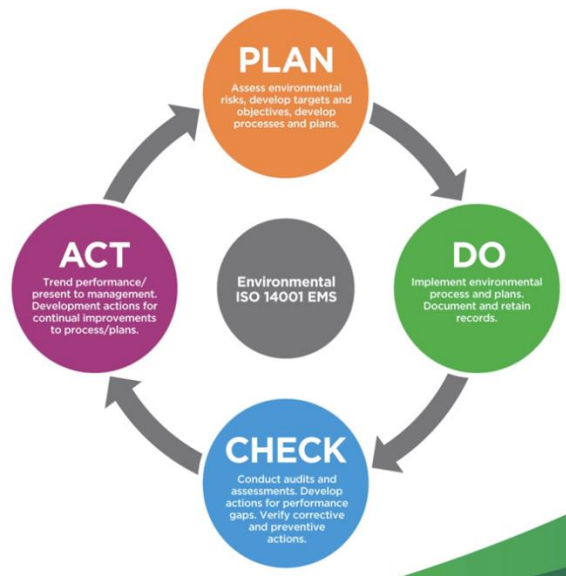 PLAN
Assess environmental
risks, develop targets and
objectives, develop
processes and plans.
ACT
Trend performance/
present to management.
Development actions for
continual improvements
to process/plans.
Environmental
ISO 14001 EMS
DO
Implement environmental
process and plans.
Document and retain
records.
CHECK
Conduct audits and
assessments. Develop
actions for performance
gaps. Verify corrective
and preventive
actions.